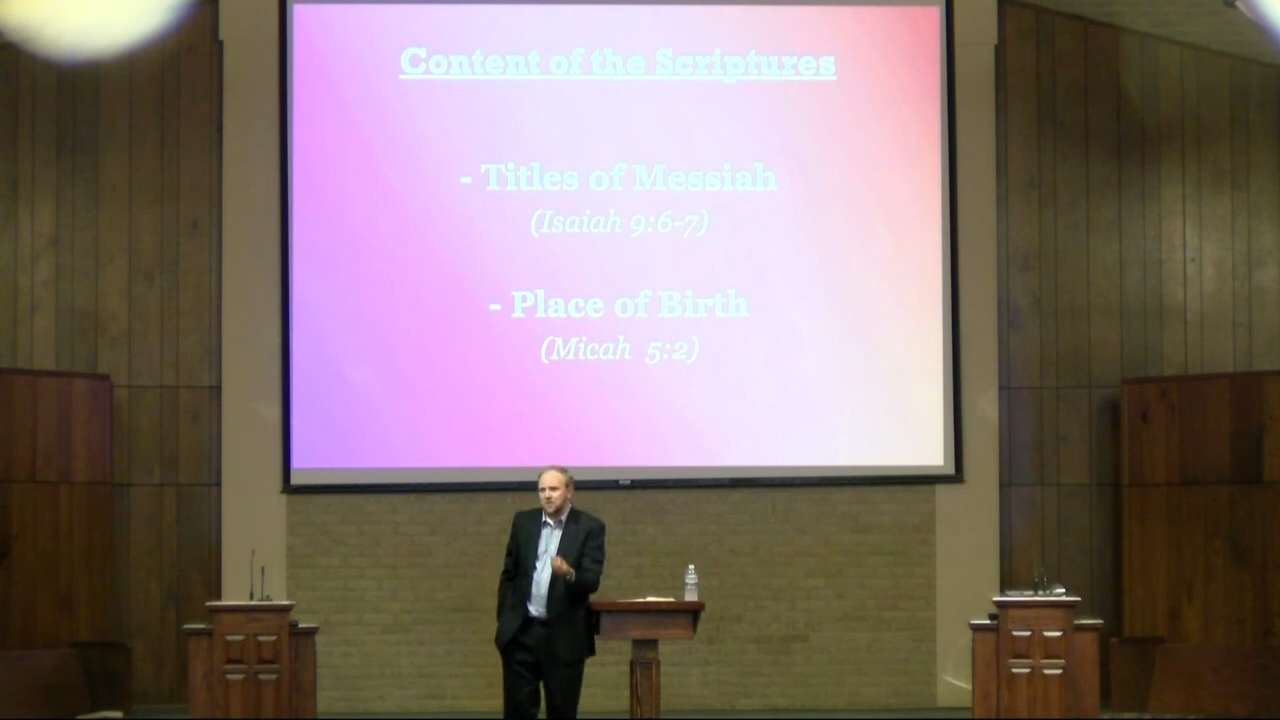 Content of the Scriptures
- Titles of Messiah
(Isaiah 9:6-7)
- Place of Birth
(Micah 5:2)